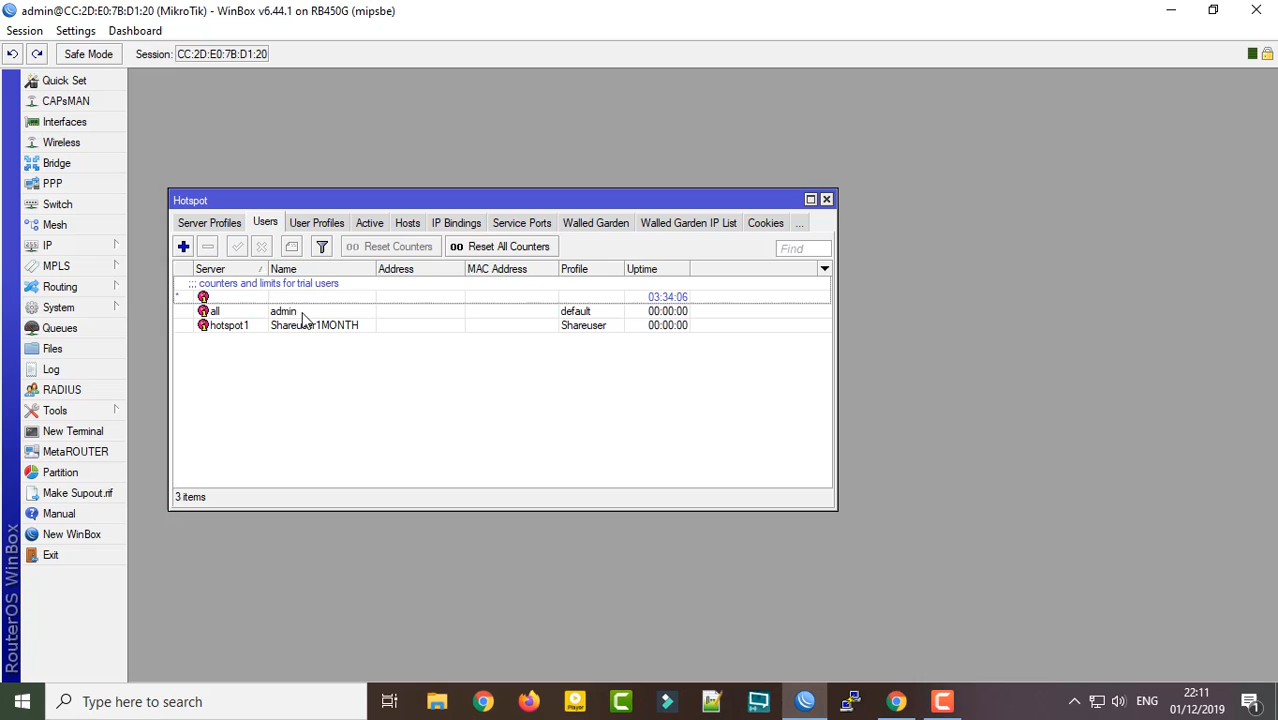 admin@CC:2D:E0:7B:D1:20 (MikroTik) - WinBox v6.44.1 on RB450G (mipsbe)
Session Settings Dashboard
Safe Mode Session: CC:2D:E0:7B:D1:20
Quick Set
CAPsMAN
Interfaces
Wireless
Bridge
PPP
Switch
Mesh
IP
MPLS
Routing
System
Queues
Files
Log
RADIUS
Tools
New Terminal
MetaROUTER
Partition
Make Supout.rif
Manual
New WinBox
Exit
RouterOS WinBox
Hotspot
Server Profiles Users User Profiles Active Hosts IP Bindings Service Ports Walled Garden Walled Garden IP List Cookies ...
00 Reset Counters 00 Reset All Counters Find
Server Name Address MAC Address Profile Uptime
;;; counters and limits for trial users
* 03:34:06
all admin default 00:00:00
hotspot1 Shareuser1MONTH Shareuser 00:00:00
3 items
Type here to search
Player
ENG
22:11
01/12/2019
1